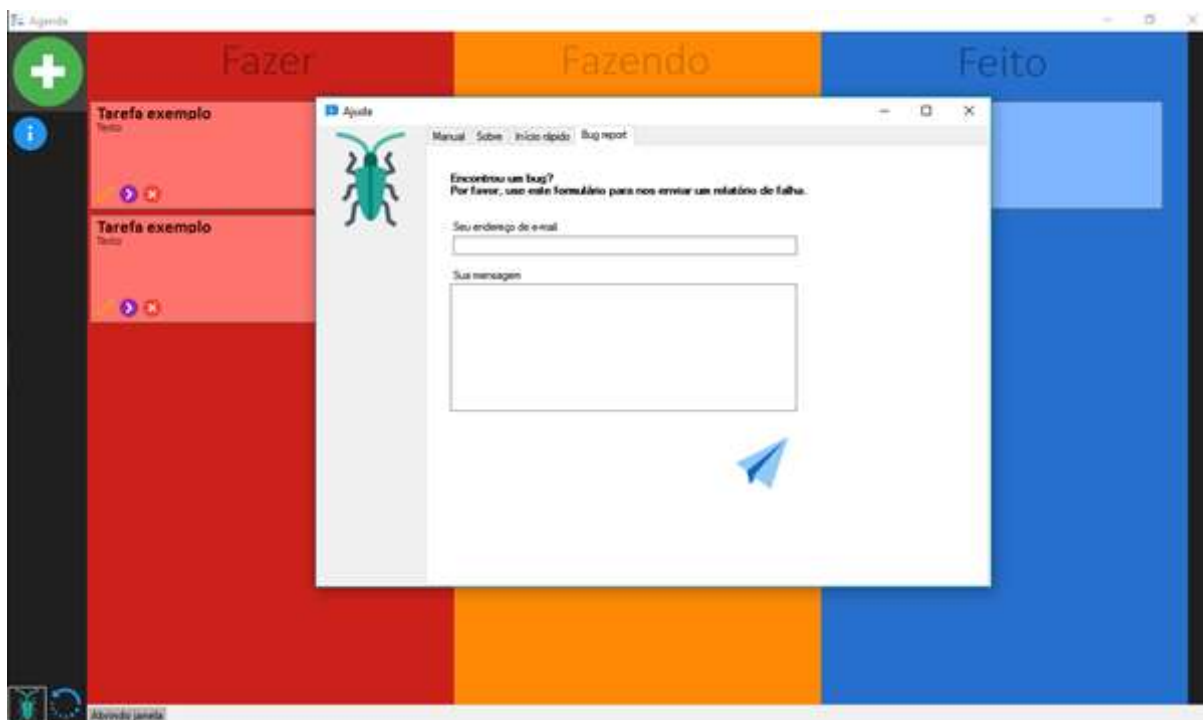 Agenda
Fazer
Fazendo
Feito
Tarefa exemplo
Texto
Tarefa exemplo
Texto
Ajuda
Manual Sobre Início rápido Bug report
Encontrou um bug?
Por favor, use este formulário para nos enviar um relatório de falha.
Seu endereço de e-mail
Sua mensagem
Abrindo janela